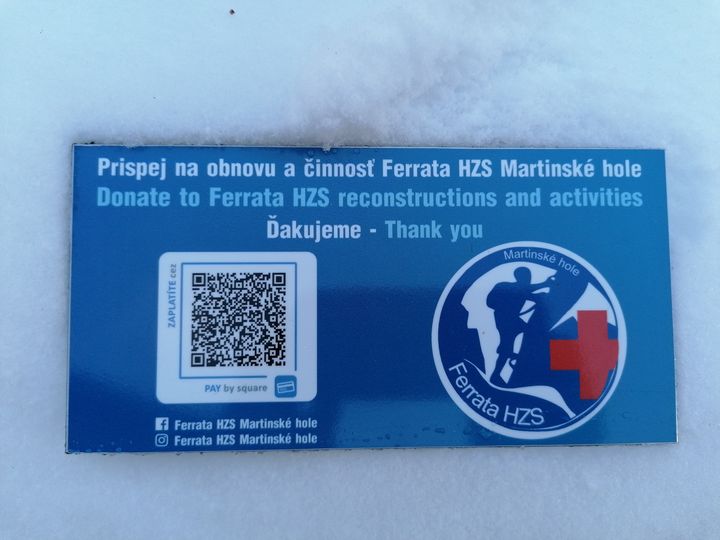 Prispej na obnovu a činnosť Ferrata HZS Martinské hole
Donate to Ferrata HZS reconstructions and activities
Ďakujeme - Thank you
ZAPLATÍTE cez
PAY by square
Ferrata HZS Martinské hole
Ferrata HZS Martinské hole
Martinské hole
Ferrata HZS